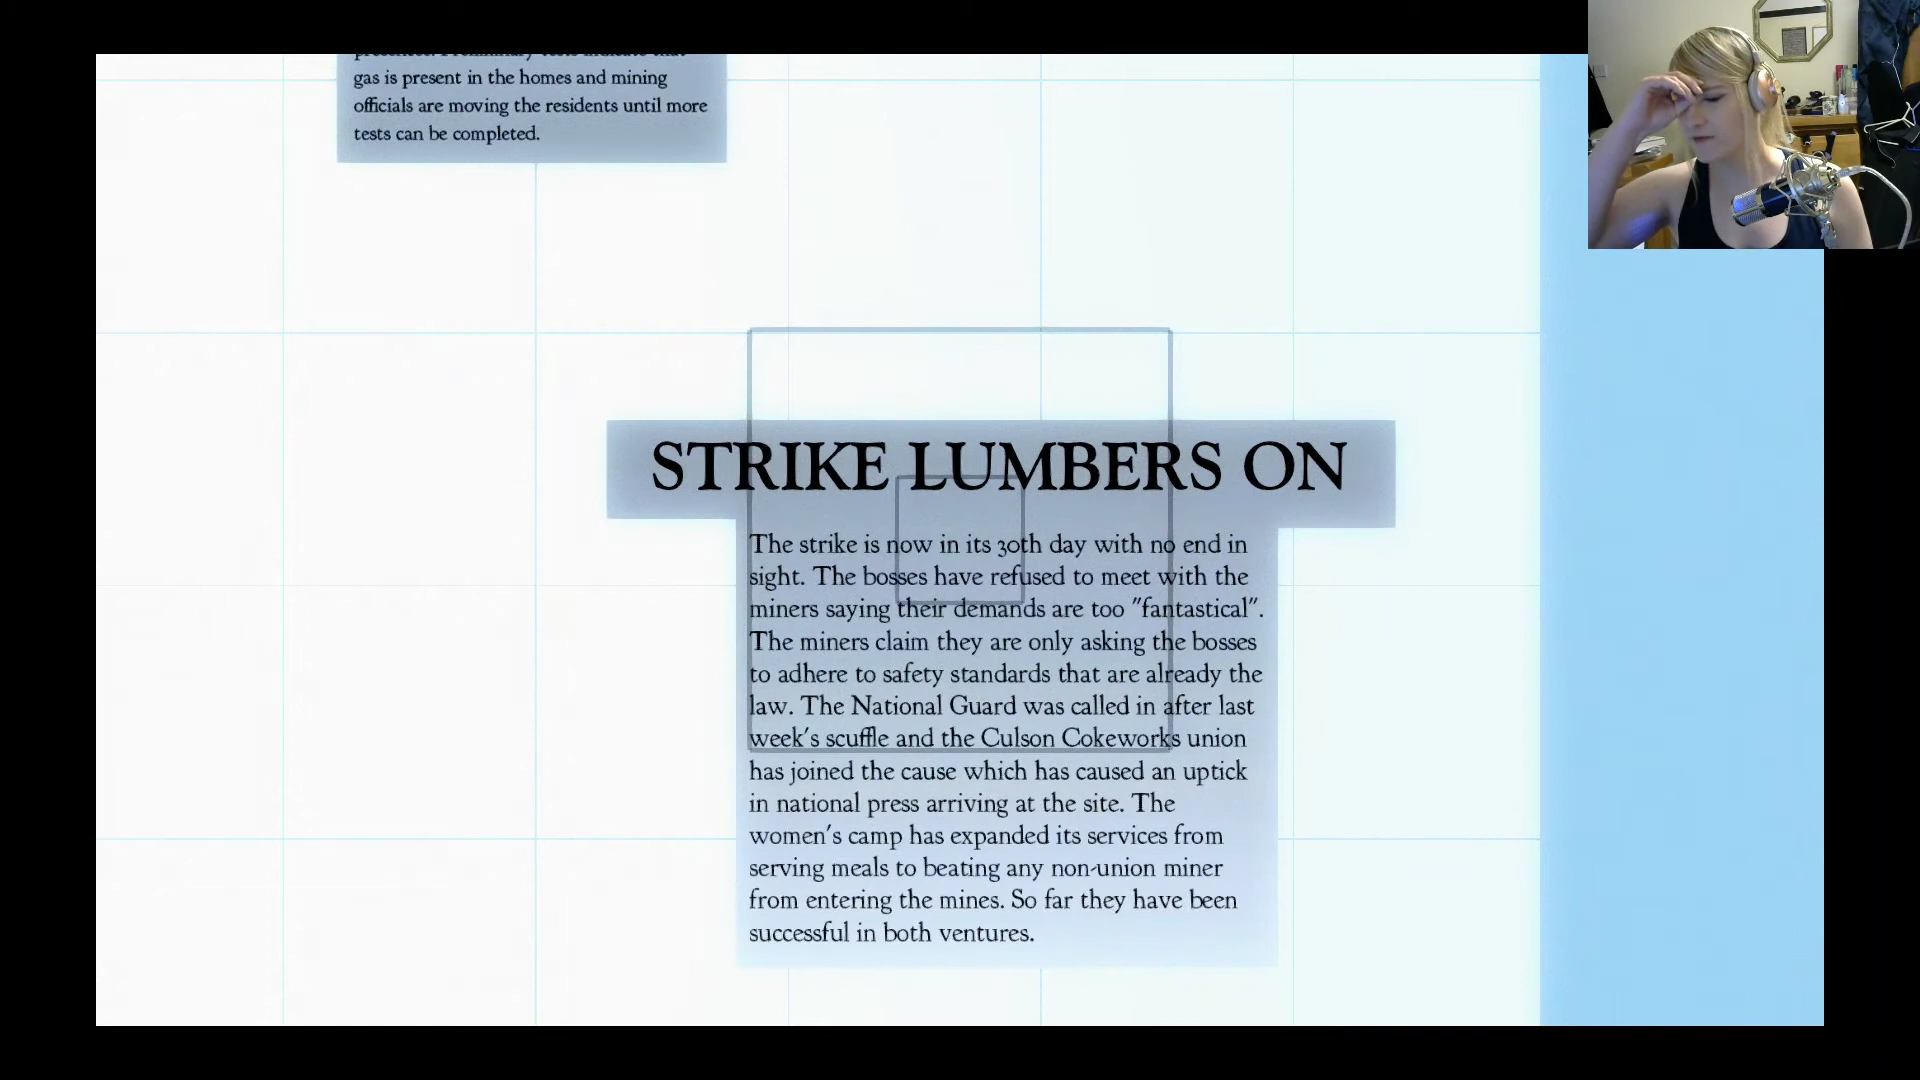 gas is present in the homes and mining
officials are moving the residents until more
tests can be completed.
STRIKE LUMBERS ON
The strike is now in its 30th day with no end in
sight. The bosses have refused to meet with the
miners saying their demands are too "fantastical".
The miners claim they are only asking the bosses
to adhere to safety standards that are already the
law. The National Guard was called in after last
week's scuffle and the Culson Cokeworks union
has joined the cause which has caused an uptick
in national press arriving at the site. The
women's camp has expanded its services from
serving meals to beating any non-union miner
from entering the mines. So far they have been
successful in both ventures.